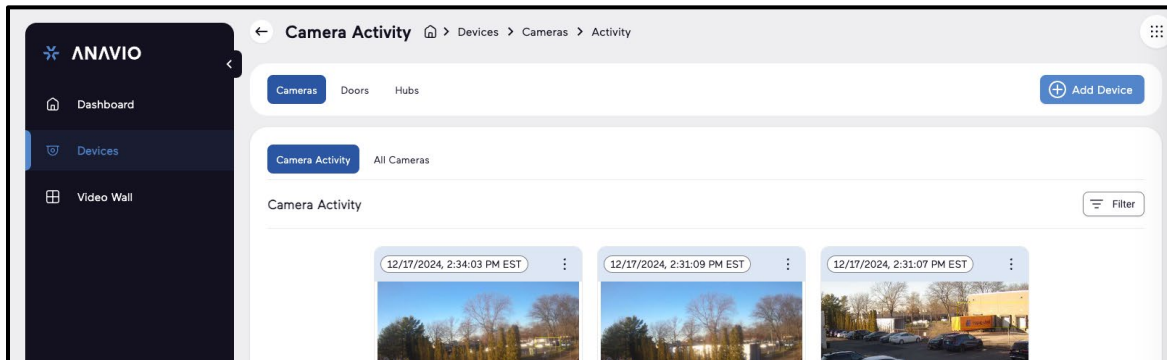 ANAVIO
Dashboard
Devices
Video Wall
Camera Activity > Devices > Cameras > Activity
Cameras Doors Hubs Add Device
Camera Activity All Cameras
Camera Activity Filter
12/17/2024, 2:34:03 PM EST 12/17/2024, 2:31:09 PM EST 12/17/2024, 2:31:07 PM EST